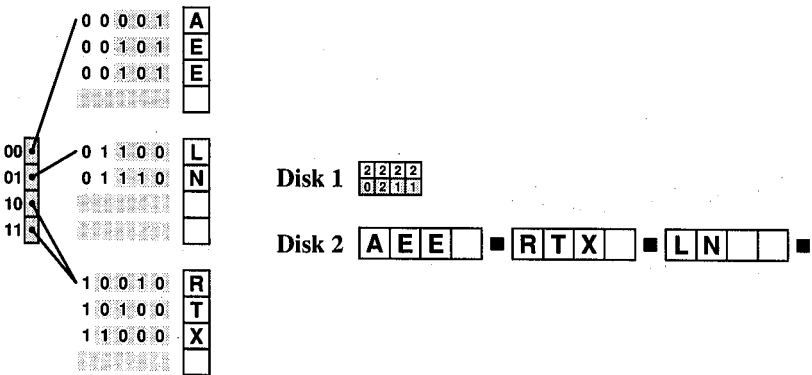 0 0 0 0 1 A
0 0 1 0 1 E
0 0 1 0 1 E
00
01
10
11
0 1 1 0 0 L
0 1 1 1 0 N
1 0 0 1 0 R
1 0 1 0 0 T
1 1 0 0 0 X
Disk 1 2 2 2 2
0 2 1 1
Disk 2 A E E R T X L N